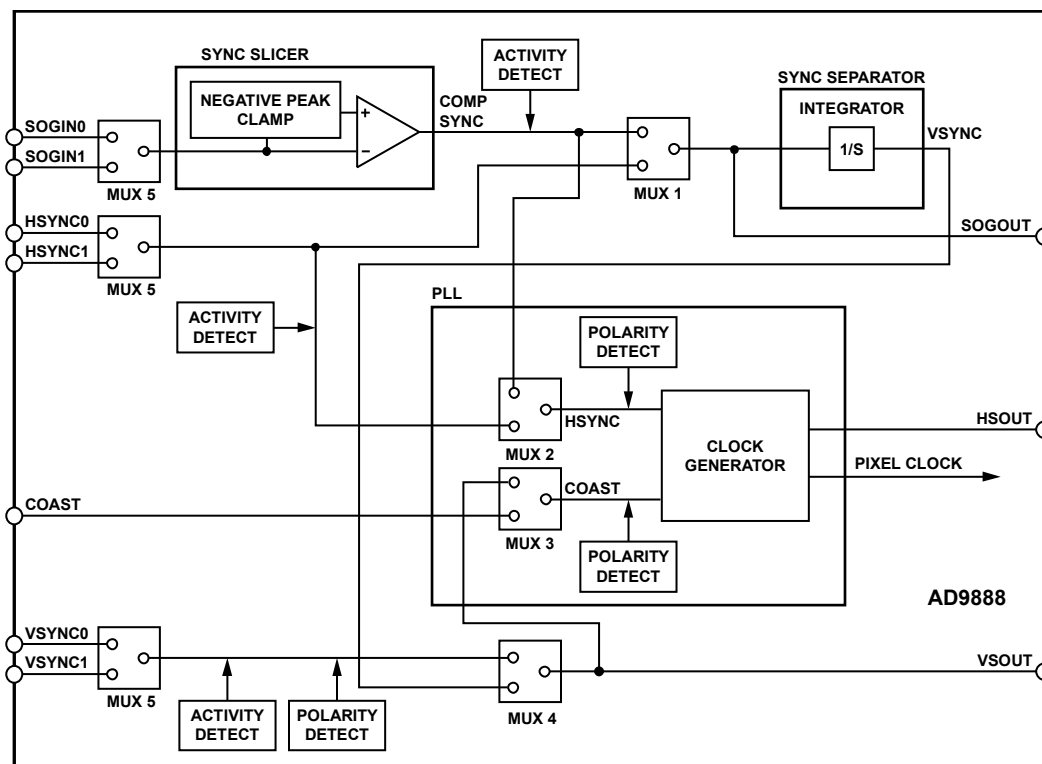 SYNC SLICER
NEGATIVE PEAK
CLAMP
+
−
ACTIVITY
DETECT
COMP
SYNC
SYNC SEPARATOR
INTEGRATOR
1/S
VSYNC
SOGIN0
SOGIN1
MUX 5
MUX 1
HSYNC0
HSYNC1
MUX 5
SOGOUT
ACTIVITY
DETECT
PLL
POLARITY
DETECT
HSYNC
MUX 2
CLOCK
GENERATOR
HSOUT
PIXEL CLOCK
COAST
COAST
MUX 3
POLARITY
DETECT
AD9888
VSYNC0
VSYNC1
MUX 5
ACTIVITY
DETECT
POLARITY
DETECT
MUX 4
VSOUT